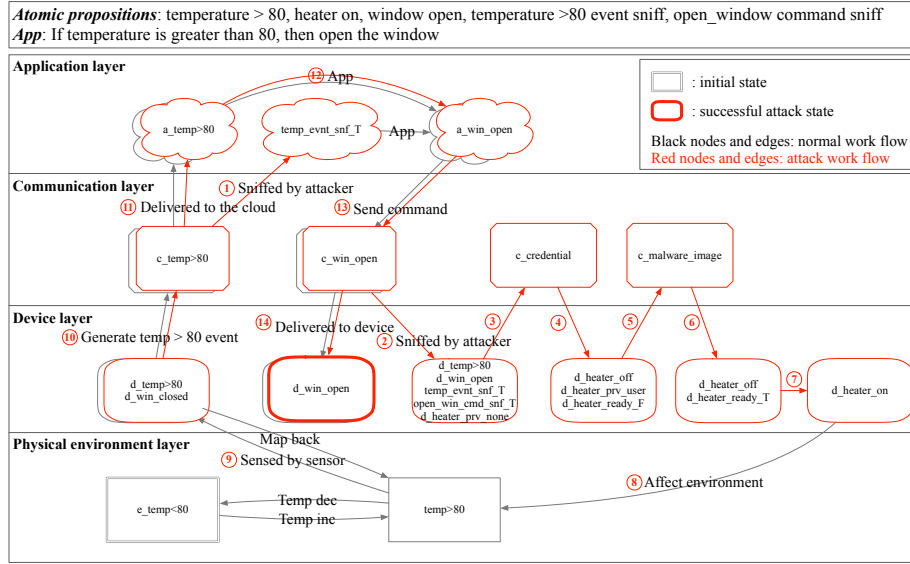 Atomic propositions: temperature > 80, heater on, window open, temperature >80 event sniff, open_window command sniff
App: If temperature is greater than 80, then open the window
Application layer
: initial state
: successful attack state
Black nodes and edges: normal work flow
Red nodes and edges: attack work flow
12 App
a_temp>80
temp_evnt_snf_T
App
a_win_open
Communication layer
1 Sniffed by attacker
11 Delivered to the cloud
13 Send command
c_temp>80
c_win_open
c_credential
c_malware_image
Device layer
10 Generate temp > 80 event
14 Delivered to device
2 Sniffed by attacker
3
4
5
6
7
d_temp>80
d_win_closed
d_win_open
d_temp>80
d_win_open
temp_evnt_snf_T
open_win_cmd_snf_T
d_heater_prv_none
d_heater_off
d_heater_prv_user
d_heater_ready_F
d_heater_off
d_heater_ready_T
d_heater_on
Physical environment layer
Map back
9 Sensed by sensor
8 Affect environment
e_temp<80
Temp dec
Temp inc
temp>80